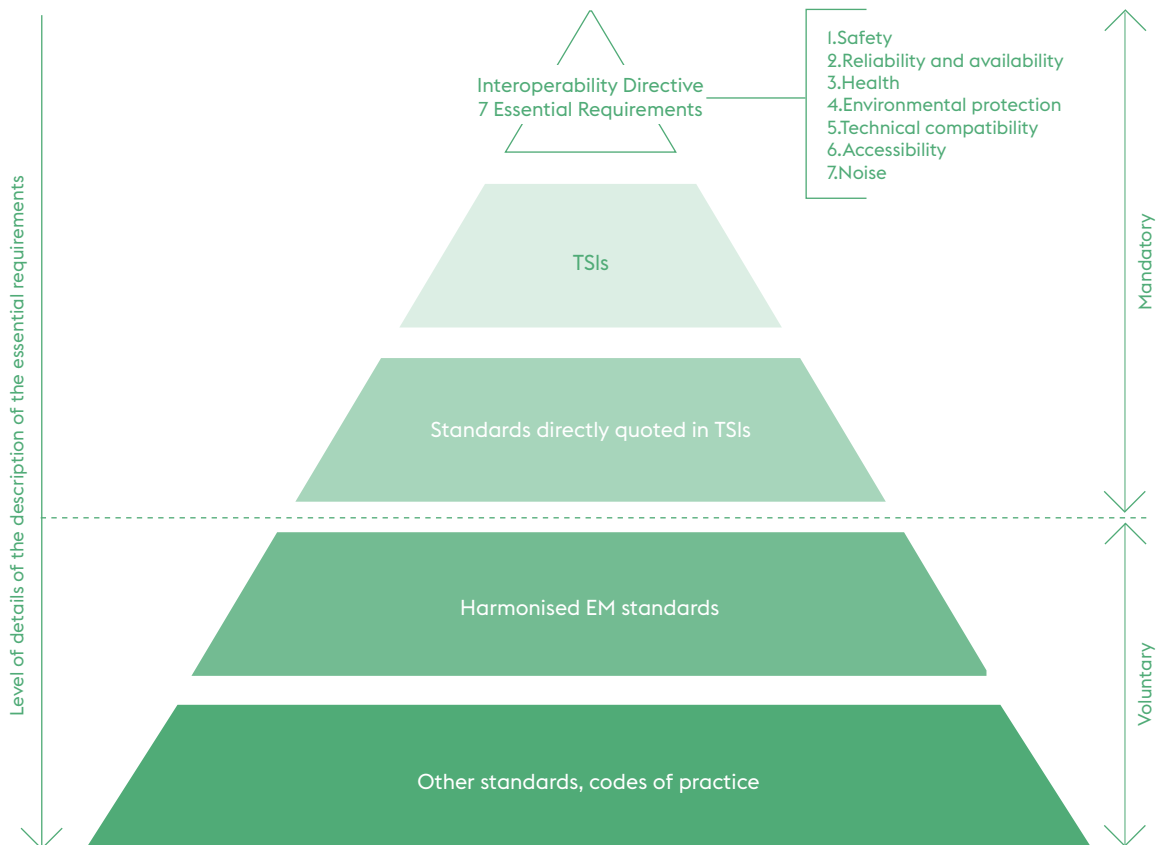 Interoperability Directive
7 Essential Requirements
1.Safety
2.Reliability and availability
3.Health
4.Environmental protection
5.Technical compatibility
6.Accessibility
7.Noise
TSIs
Standards directly quoted in TSIs
Harmonised EM standards
Other standards, codes of practice
Level of details of the description of the essential requirements
Mandatory
Voluntary